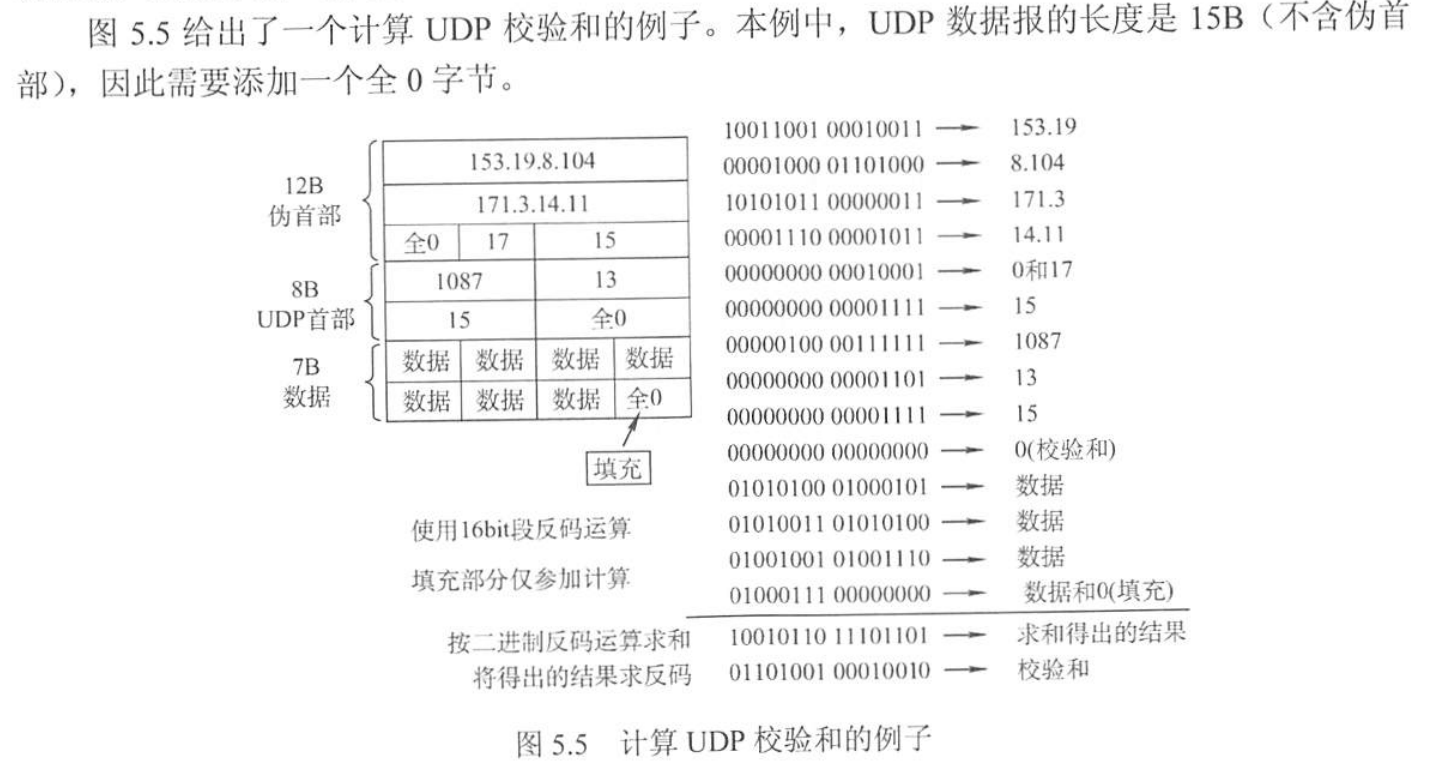 图 5.5 给出了一个计算 UDP 校验和的例子。本例中，UDP 数据报的长度是 15B（不含伪首
部），因此需要添加一个全 0 字节。
12B
伪首部
153.19.8.104
171.3.14.11
全0 17 15
8B
UDP首部
1087 13
15 全0
7B
数据
数据 数据 数据 数据
数据 数据 数据 全0
填充
使用16bit段反码运算
填充部分仅参加计算
10011001 00010011 → 153.19
00001000 01101000 → 8.104
10101011 00000011 → 171.3
00001110 00001011 → 14.11
00000000 00010001 → 0和17
00000000 00001111 → 15
00000100 00111111 → 1087
00000000 00001101 → 13
00000000 00001111 → 15
00000000 00000000 → 0(校验和)
01010100 01000101 → 数据
01010011 01010100 → 数据
01001001 01001110 → 数据
01000111 00000000 → 数据和0(填充)
按二进制反码运算求和 10010110 11101101 → 求和得出的结果
将得出的结果求反码 01101001 00010010 → 校验和
图 5.5 计算 UDP 校验和的例子